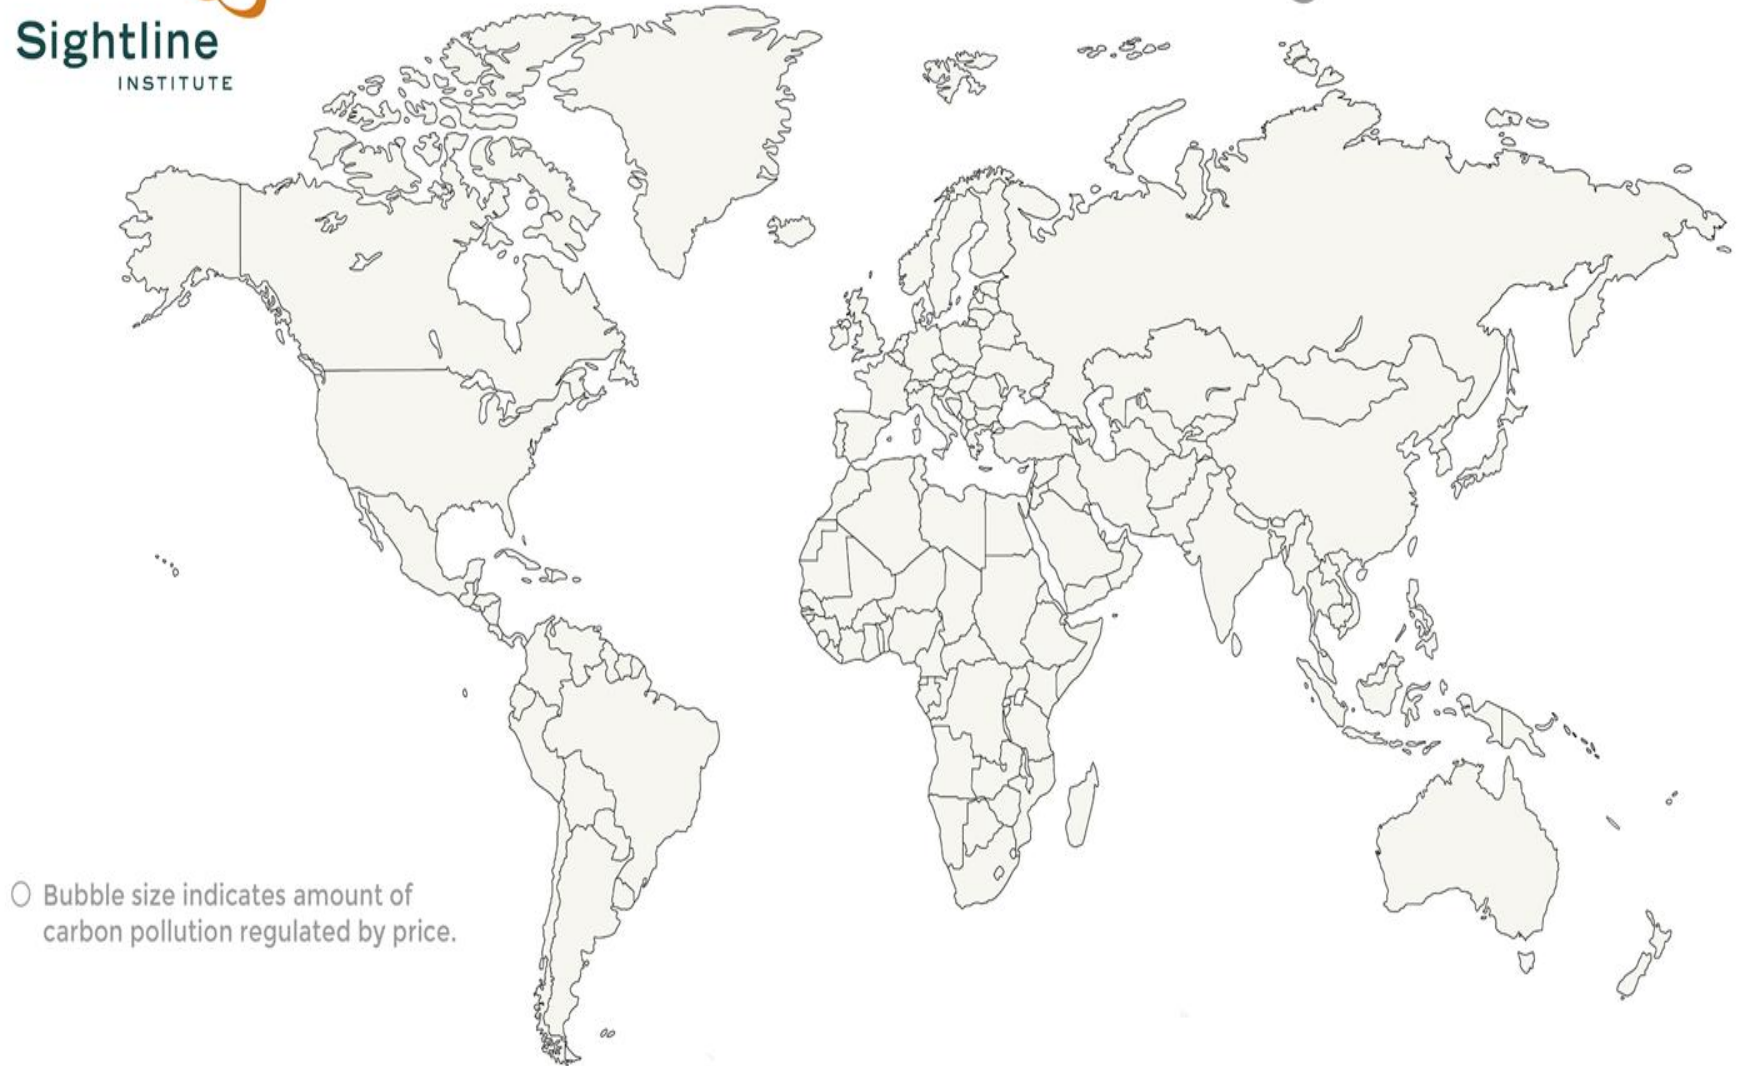 Sightline
INSTITUTE
Bubble size indicates amount of
carbon pollution regulated by price.